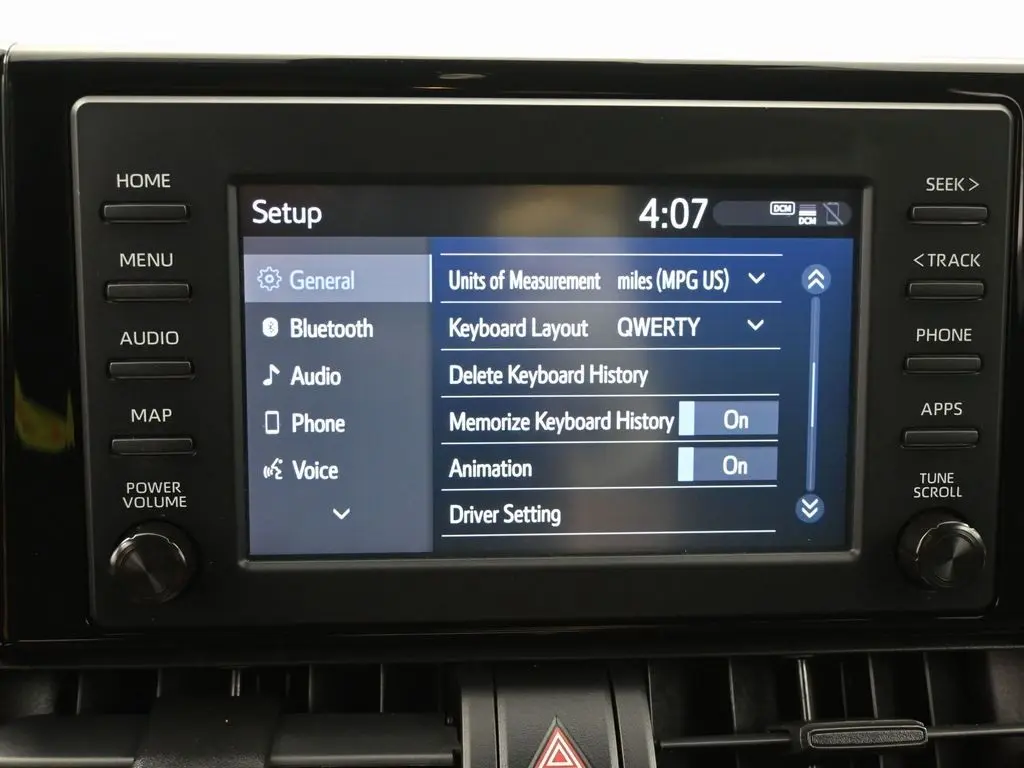 HOME
MENU
AUDIO
MAP
POWER
VOLUME
Setup
4:07
DCM
DCM
General
Bluetooth
Audio
Phone
Voice
Units of Measurement miles (MPG US)
Keyboard Layout QWERTY
Delete Keyboard History
Memorize Keyboard History On
Animation On
Driver Setting
SEEK >
< TRACK
PHONE
APPS
TUNE
SCROLL